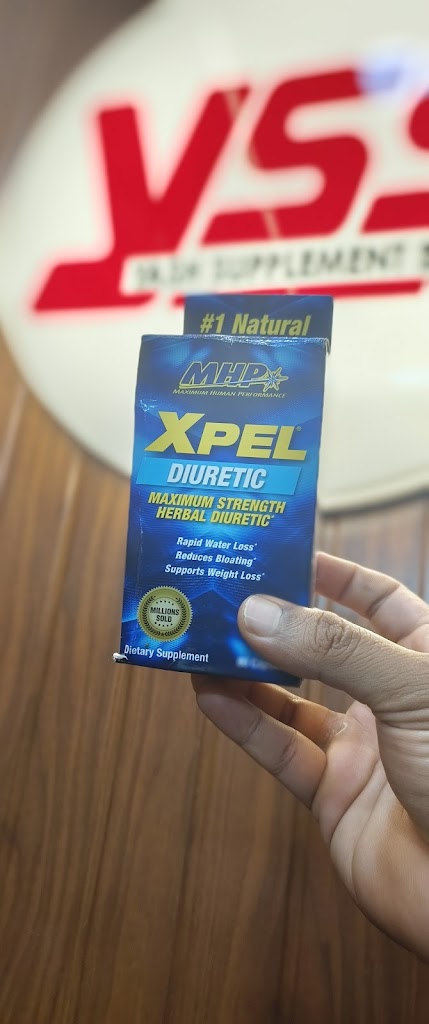 YSS
SUPPLEMENT
#1 Natural
MHP
MAXIMUM HUMAN PERFORMANCE
XPEL®
DIURETIC
MAXIMUM STRENGTH
HERBAL DIURETIC*
Rapid Water Loss*
Reduces Bloating*
Supports Weight Loss*
MILLIONS
SOLD
Dietary Supplement